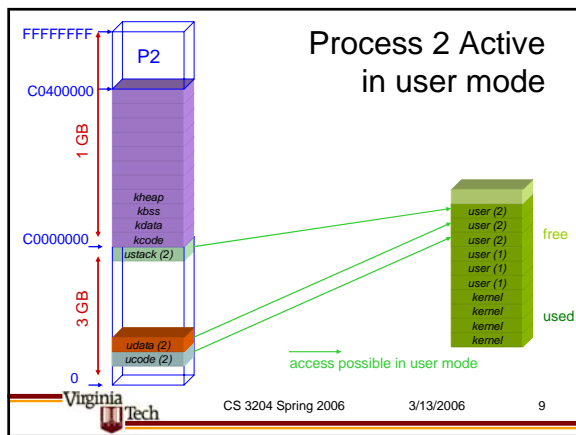 Process 2 Active
in user mode
FFFFFFFF
P2
C0400000
1 GB
kheap
kbss
kdata
kcode
C0000000
ustack (2)
3 GB
udata (2)
ucode (2)
0
user (2)
user (2)
user (2)
user (1)
user (1)
user (1)
kernel
kernel
kernel
kernel
free
used
access possible in user mode
Virginia
Tech
CS 3204 Spring 2006
3/13/2006
9